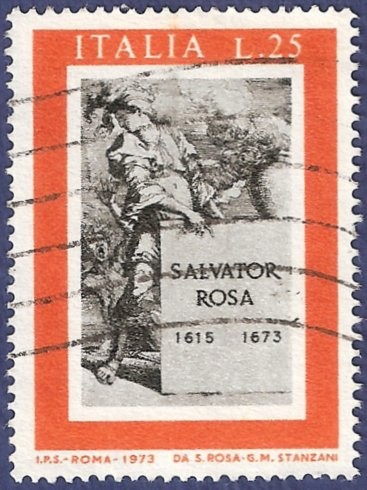 ITALIA L.25
SALVATOR
ROSA
1615 1673
I.P.S.-ROMA-1973 DA S.ROSA-G.M.STANZANI